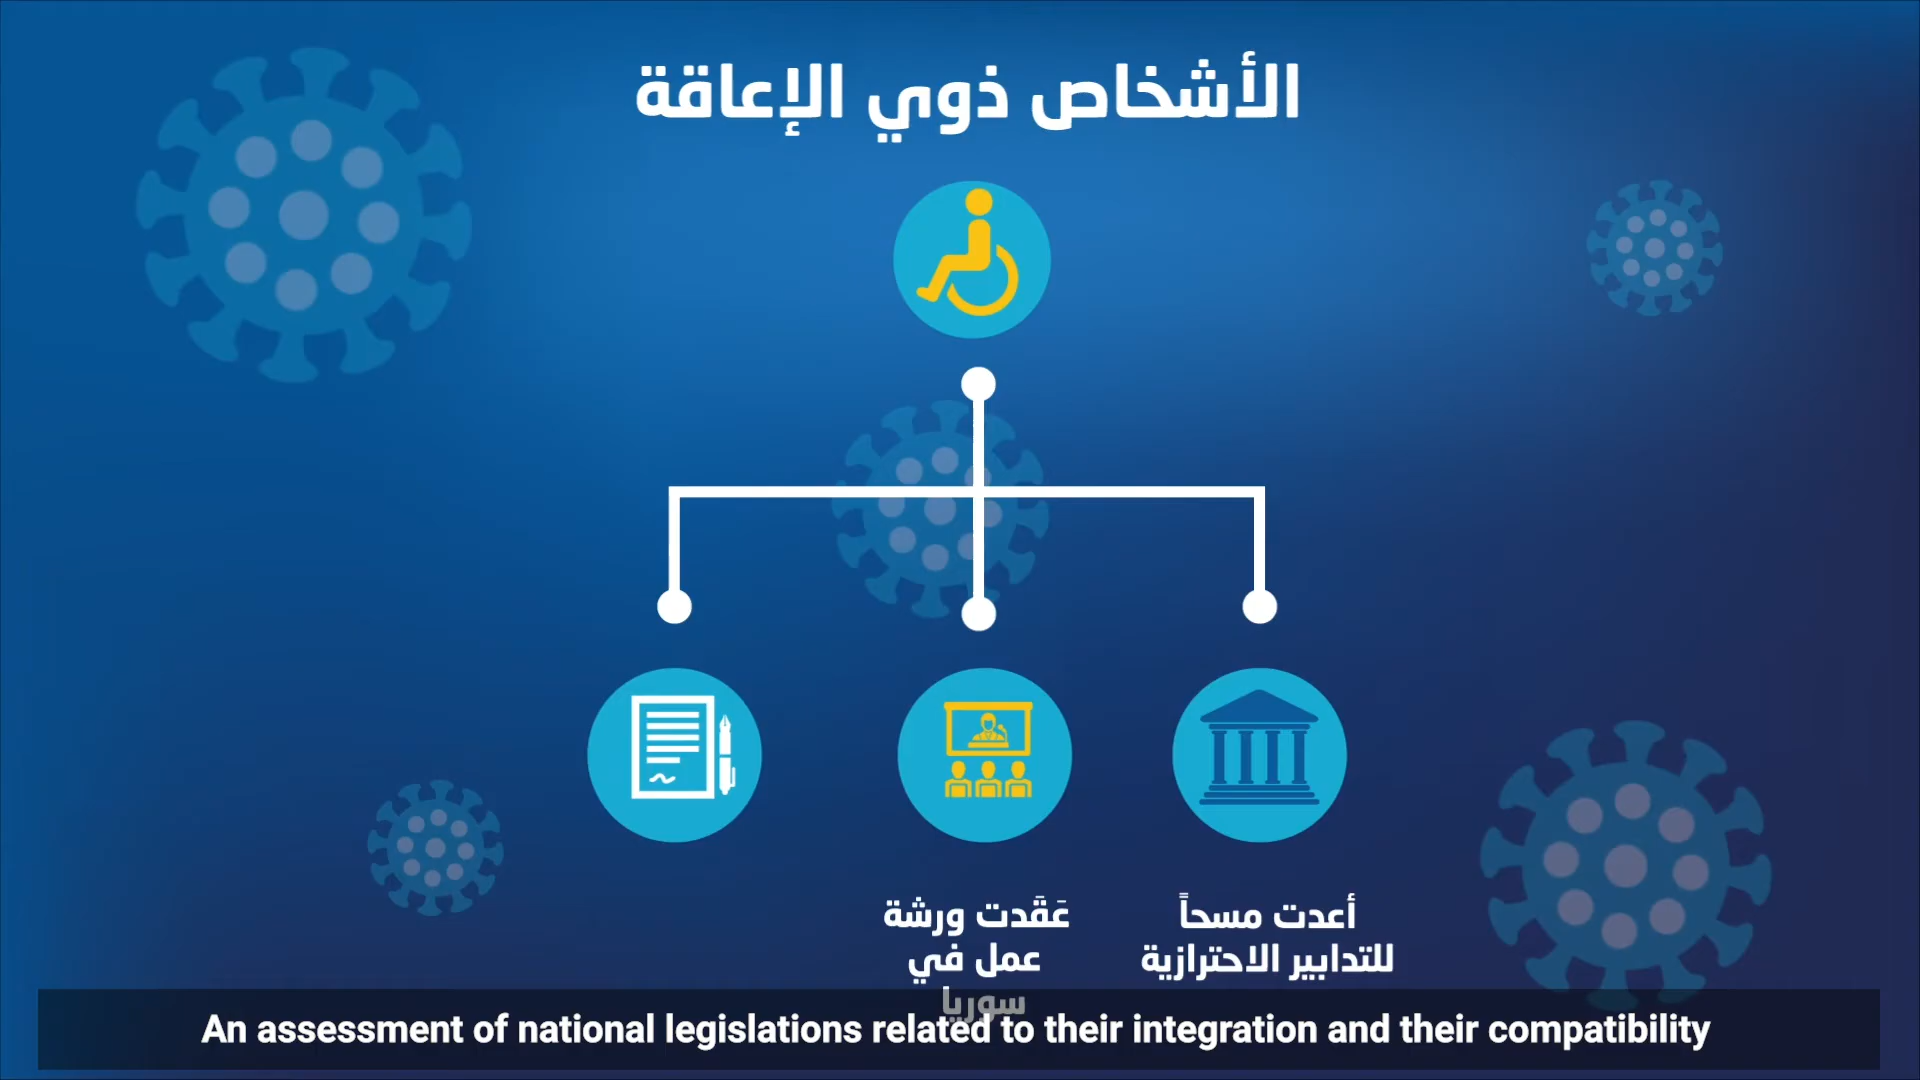 الأشخاص ذوي الإعاقة
أعدت مسحاً
للتدابير الاحترازية
عَقَدت ورشة
عمل في
سوريا
An assessment of national legislations related to their integration and their compatibility